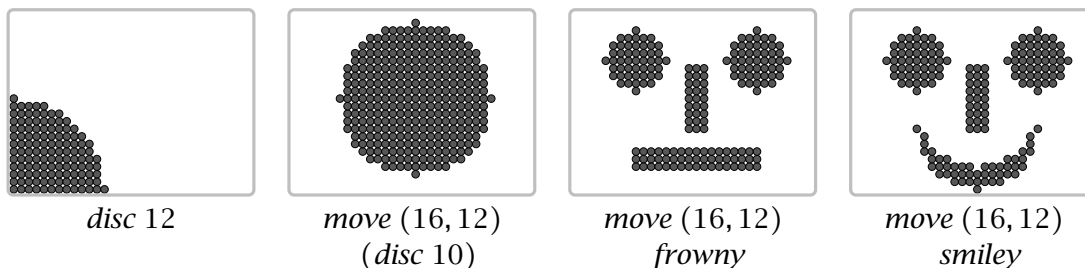 disc 12
move (16, 12)
(disc 10)
move (16, 12)
frowny
move (16, 12)
smiley